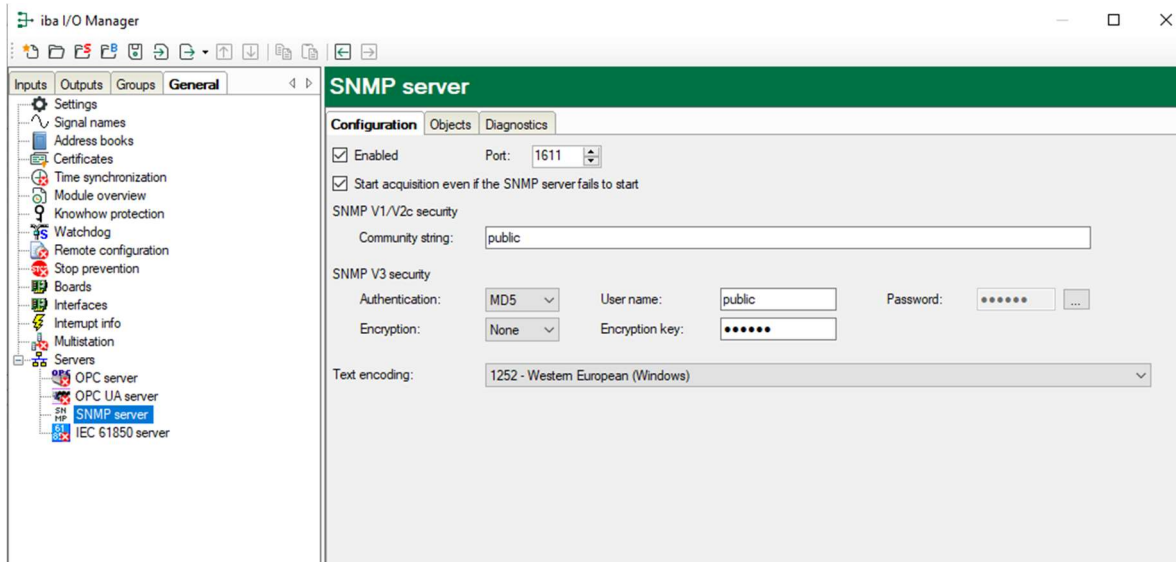 iba I/O Manager
Inputs Outputs Groups General
Settings
Signal names
Address books
Certificates
Time synchronization
Module overview
Knowhow protection
Watchdog
Remote configuration
Stop prevention
Boards
Interfaces
Interrupt info
Multistation
Servers
OPC server
OPC UA server
SNMP server
IEC 61850 server
SNMP server
Configuration Objects Diagnostics
Enabled Port: 1611
Start acquisition even if the SNMP server fails to start
SNMP V1/V2c security
Community string: public
SNMP V3 security
Authentication: MD5 User name: public Password: •••••• ...
Encryption: None Encryption key: ••••••
Text encoding: 1252 - Western European (Windows)